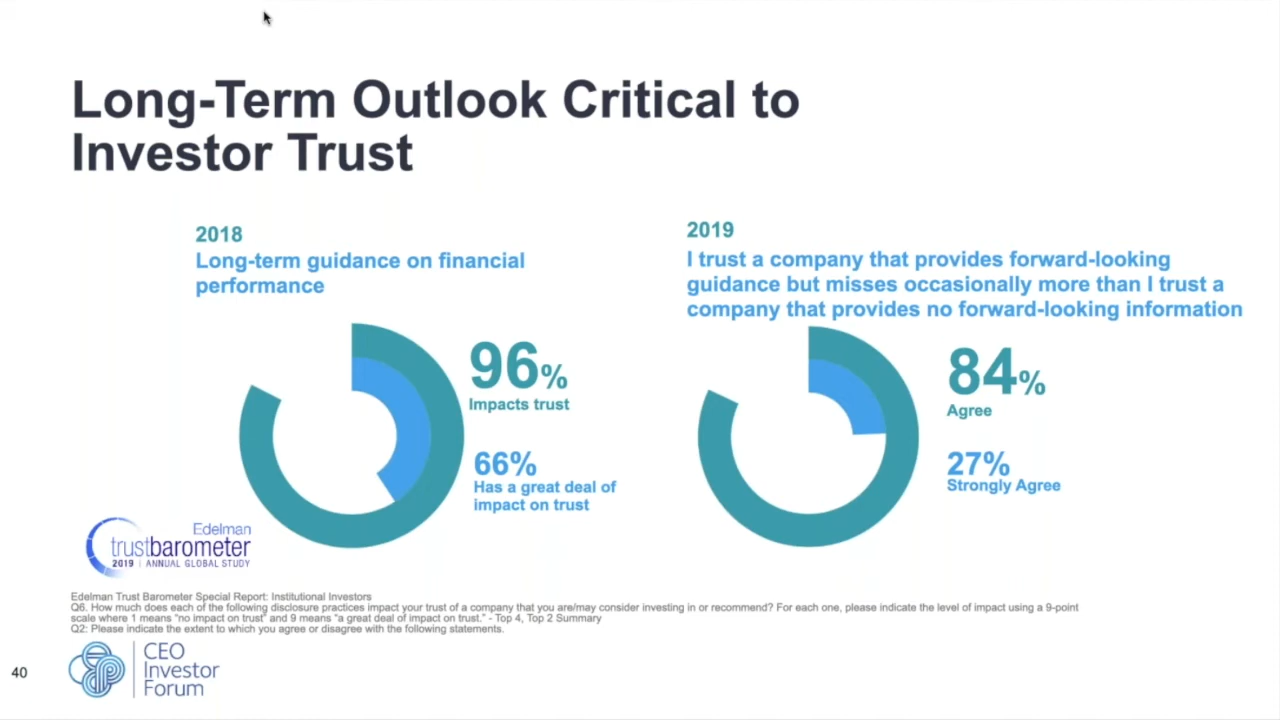 Long-Term Outlook Critical to
Investor Trust
2018
Long-term guidance on financial
performance
96%
Impacts trust
66%
Has a great deal of
impact on trust
2019
I trust a company that provides forward-looking
guidance but misses occasionally more than I trust a
company that provides no forward-looking information
84%
Agree
27%
Strongly Agree
Edelman
trustbarometer
2019 | ANNUAL GLOBAL STUDY
Edelman Trust Barometer Special Report: Institutional Investors
Q6. How much does each of the following disclosure practices impact your trust of a company that you are/may consider investing in or recommend? For each one, please indicate the level of impact using a 9-point
scale where 1 means "no impact on trust" and 9 means "a great deal of impact on trust." - Top 4, Top 2 Summary
Q2: Please indicate the extent to which you agree or disagree with the following statements.
40
CEO
Investor
Forum